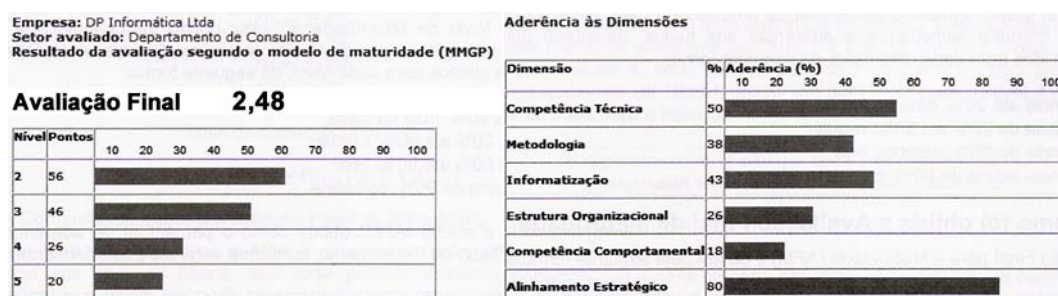 Empresa: DP Informática Ltda
Setor avaliado: Departamento de Consultoria
Resultado da avaliação segundo o modelo de maturidade (MMGP)
Avaliação Final 2,48
Nível Pontos
10 20 30 40 50 60 70 80 90 100
2 56
3 46
4 26
5 20
Aderência às Dimensões
Dimensão % Aderência (%)
10 20 30 40 50 60 70 80 90 100
Competência Técnica 50
Metodologia 38
Informatização 43
Estrutura Organizacional 26
Competência Comportamental 18
Alinhamento Estratégico 80